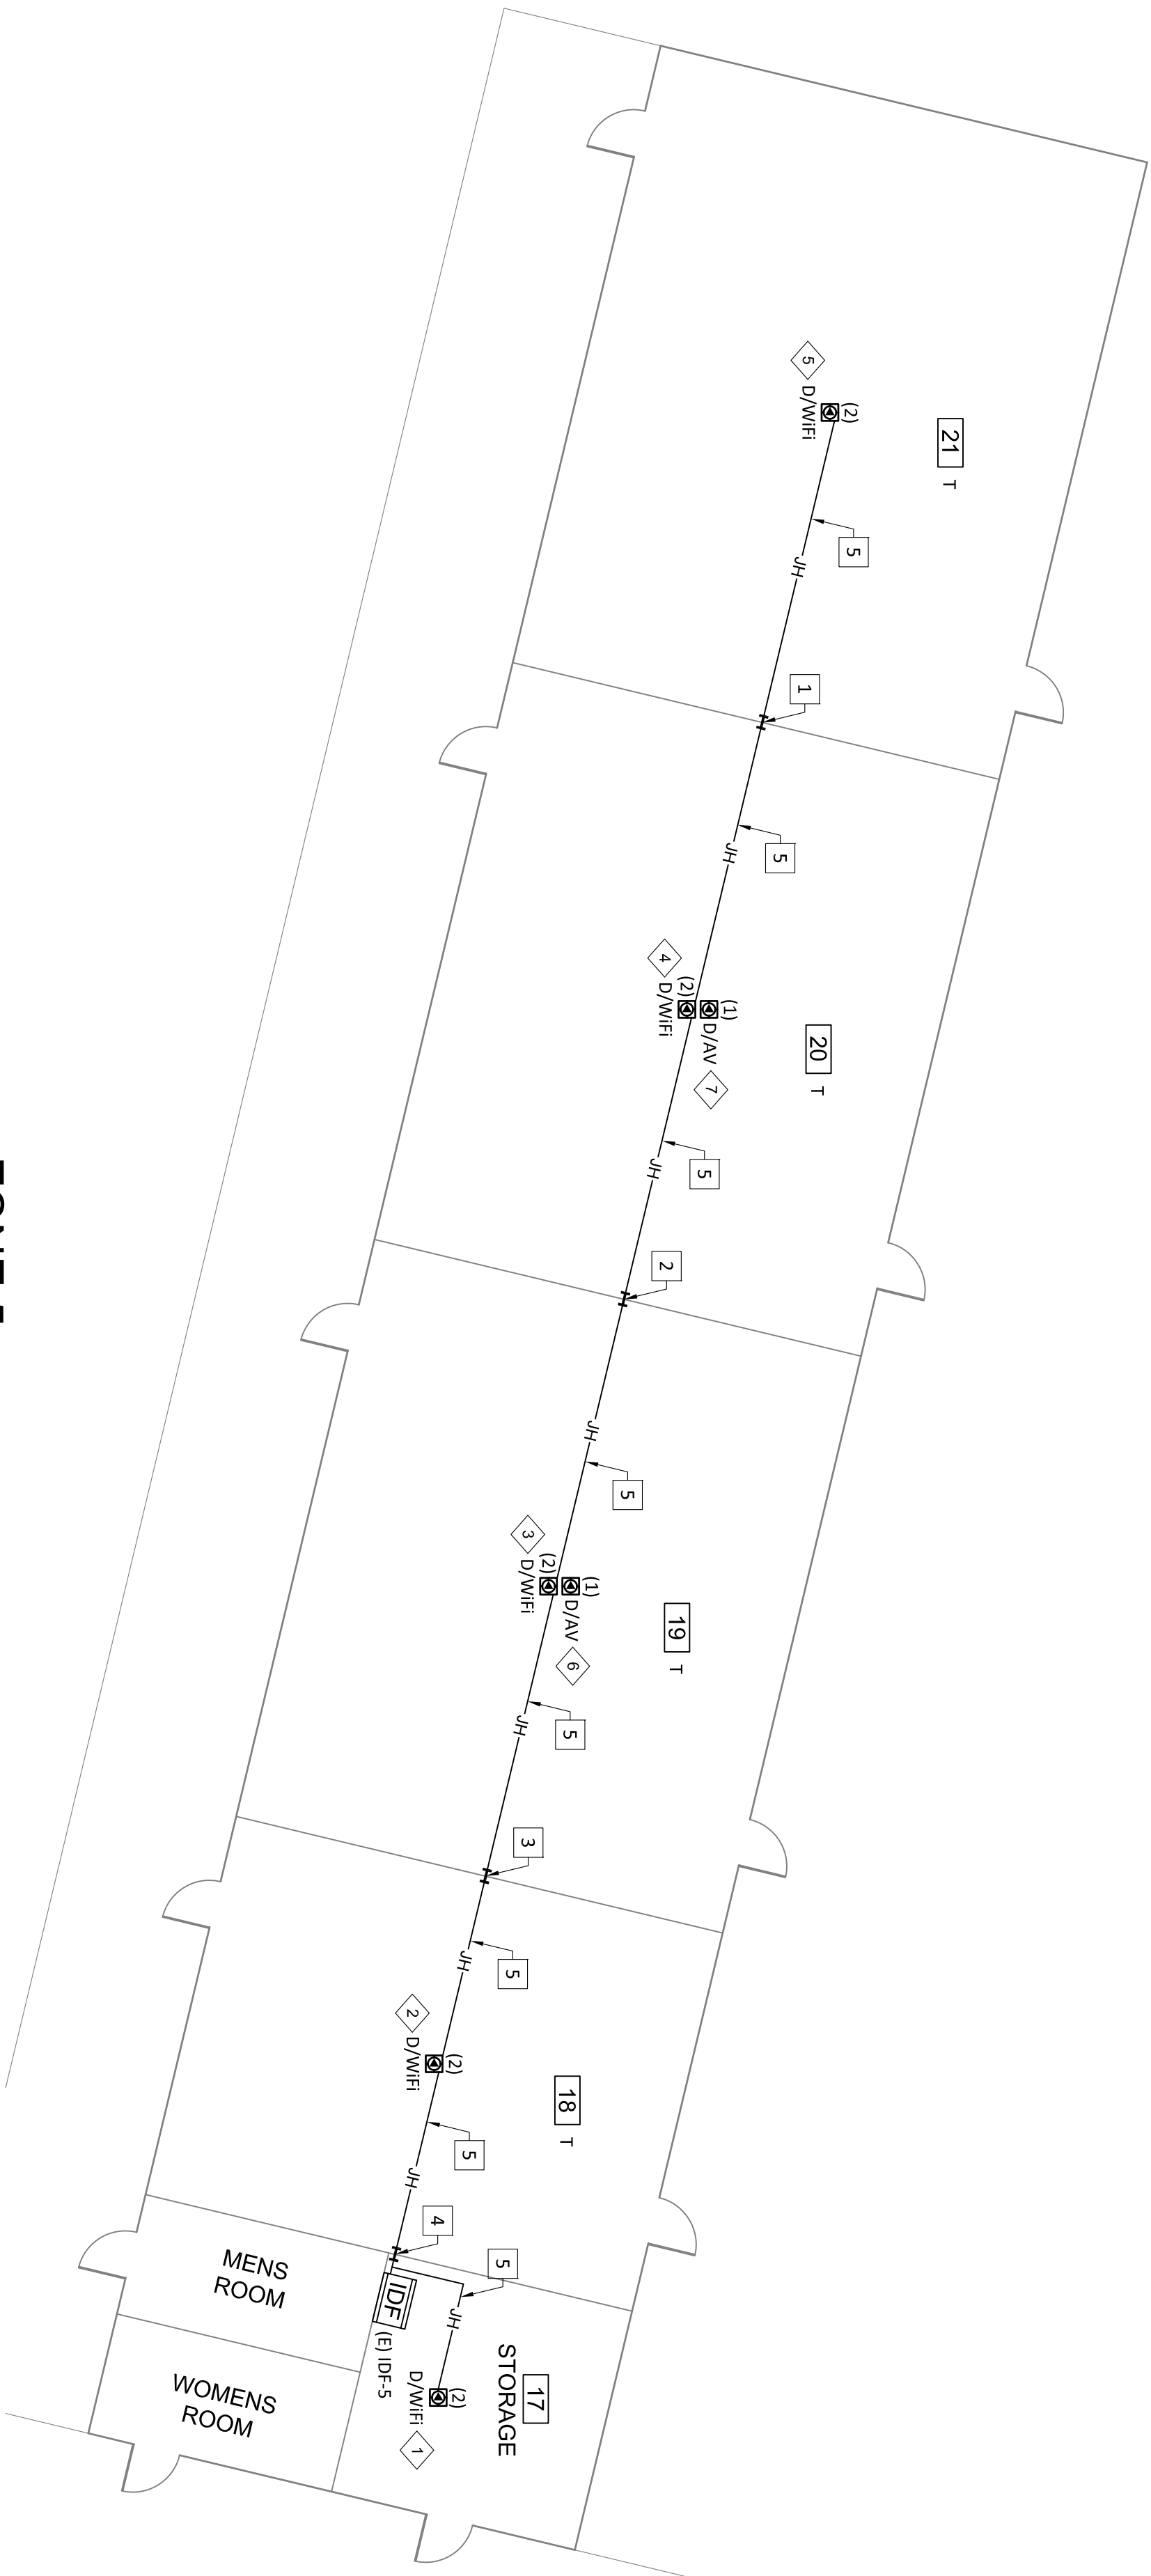 21
T
(2)
5
D/WiFi
5
JH
1
5
JH
20
T
(1)
D/AV
7
(2)
4
D/WiFi
5
JH
2
JH
5
19
T
(1)
D/AV
6
(2)
3
D/WiFi
5
JH
3
5
JH
18
T
(2)
2
D/WiFi
5
JH
4
5
JH
IDF
(E) IDF-5
(2)
D/WiFi
1
17
STORAGE
MENS
ROOM
WOMENS
ROOM